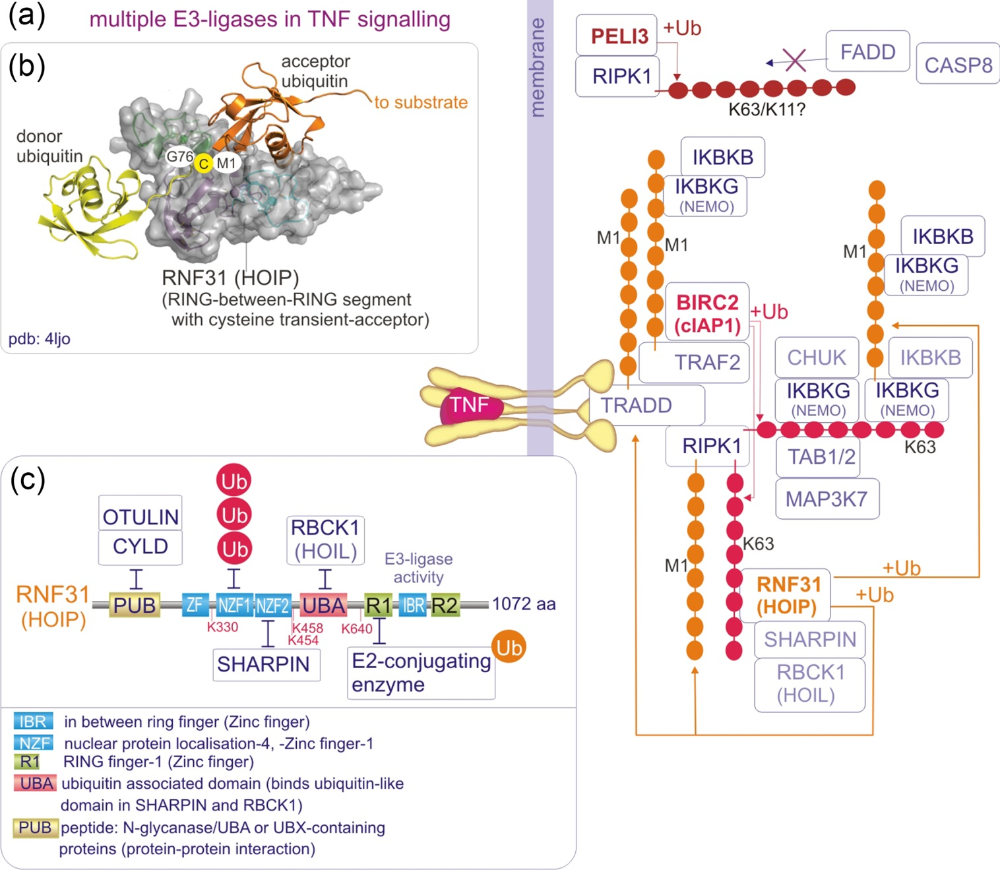 (a)
multiple E3-ligases in TNF signalling
(b)
acceptor
ubiquitin
to substrate
donor
ubiquitin
G76
C
M1
RNF31 (HOIP)
(RING-between-RING segment
with cysteine transient-acceptor)
pdb: 4ljo
membrane
PELI3
+Ub
RIPK1
FADD
CASP8
K63/K11?
IKBKB
IKBKG
(NEMO)
M1
M1
BIRC2
(cIAP1)
+Ub
TRAF2
TNF
TRADD
RIPK1
M1
IKBKB
IKBKG
(NEMO)
CHUK
IKBKG
(NEMO)
IKBKB
IKBKG
(NEMO)
K63
TAB1/2
MAP3K7
M1
K63
RNF31
(HOIP)
+Ub
+Ub
SHARPIN
RBCK1
(HOIL)
(c)
OTULIN
CYLD
Ub
Ub
Ub
RBCK1
(HOIL)
E3-ligase
activity
RNF31
(HOIP)
PUB
ZF
NZF1
NZF2
UBA
R1
IBR
R2
1072 aa
K330
K458
K454
K640
SHARPIN
E2-conjugating
enzyme
Ub
IBR in between ring finger (Zinc finger)
NZF nuclear protein localisation-4, -Zinc finger-1
R1 RING finger-1 (Zinc finger)
UBA ubiquitin associated domain (binds ubiquitin-like
domain in SHARPIN and RBCK1)
PUB peptide: N-glycanase/UBA or UBX-containing
proteins (protein-protein interaction)